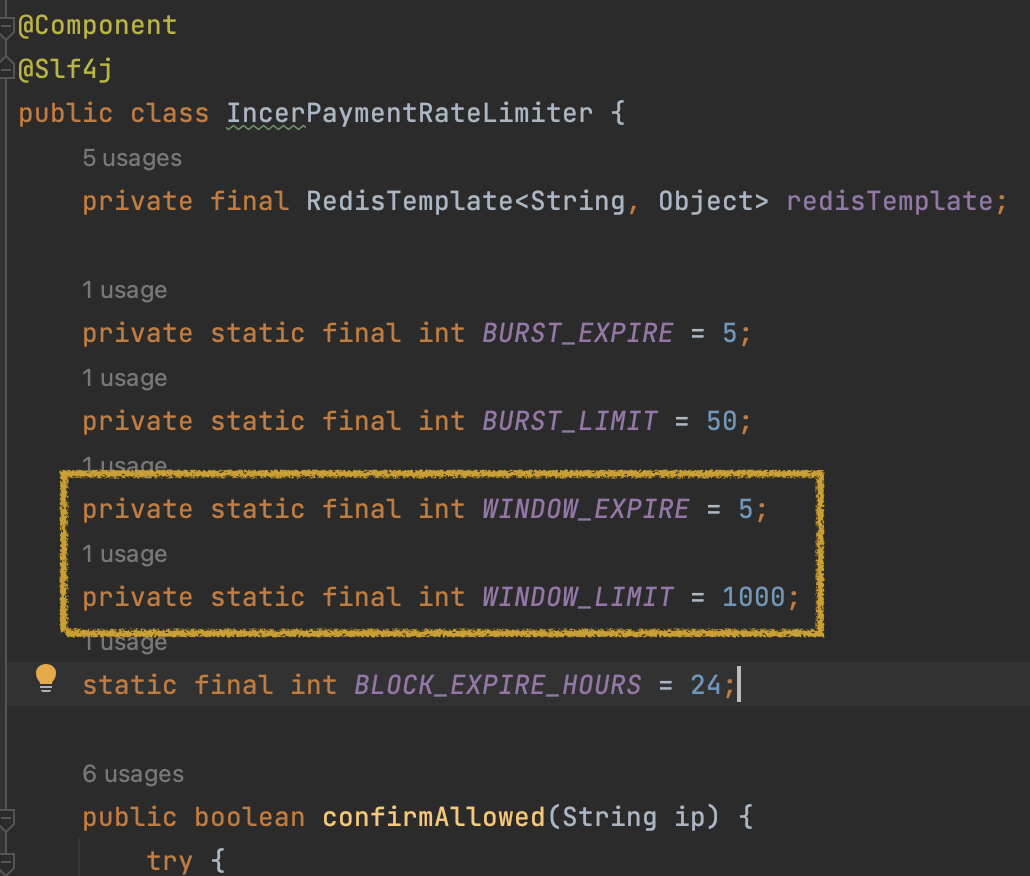 @Component
@Slf4j
public class IncerPaymentRateLimiter {
5 usages
private final RedisTemplate<String, Object> redisTemplate;
1 usage
private static final int BURST_EXPIRE = 5;
1 usage
private static final int BURST_LIMIT = 50;
1 usage
private static final int WINDOW_EXPIRE = 5;
1 usage
private static final int WINDOW_LIMIT = 1000;
1 usage
static final int BLOCK_EXPIRE_HOURS = 24;
6 usages
public boolean confirmAllowed(String ip) {
try {